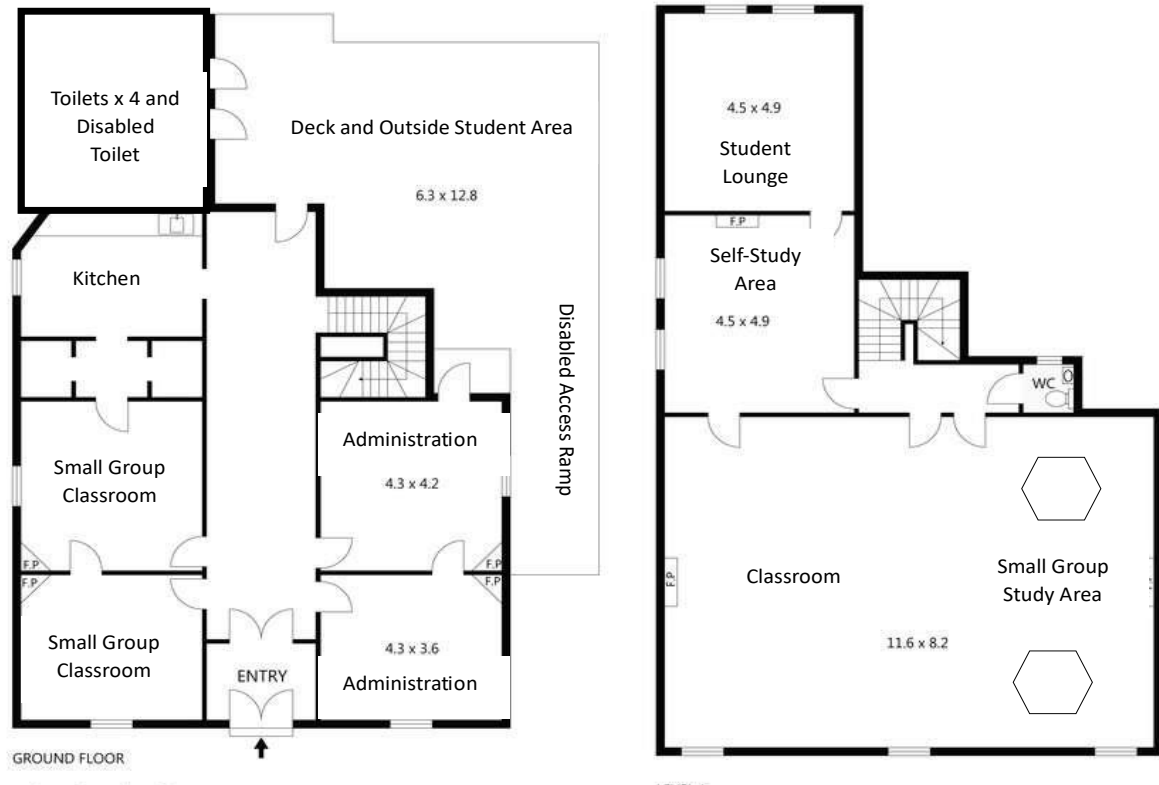 Toilets x 4 and
Disabled
Toilet
Deck and Outside Student Area
6.3 x 12.8
Kitchen
Disabled Access Ramp
Small Group
Classroom
Administration
4.3 x 4.2
F.P
F.P
F.P
F.P
Small Group
Classroom
ENTRY
4.3 x 3.6
Administration
GROUND FLOOR
4.5 x 4.9
Student
Lounge
F.P
Self-Study
Area
4.5 x 4.9
WC
F.P
Classroom
Small Group
Study Area
11.6 x 8.2